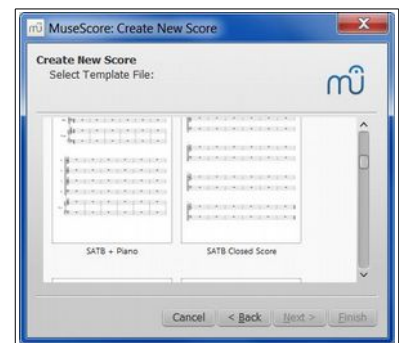 MuseScore: Create New Score
Create New Score
Select Template File:
SATB + Piano
SATB Closed Score
Cancel < Back Next > Finish